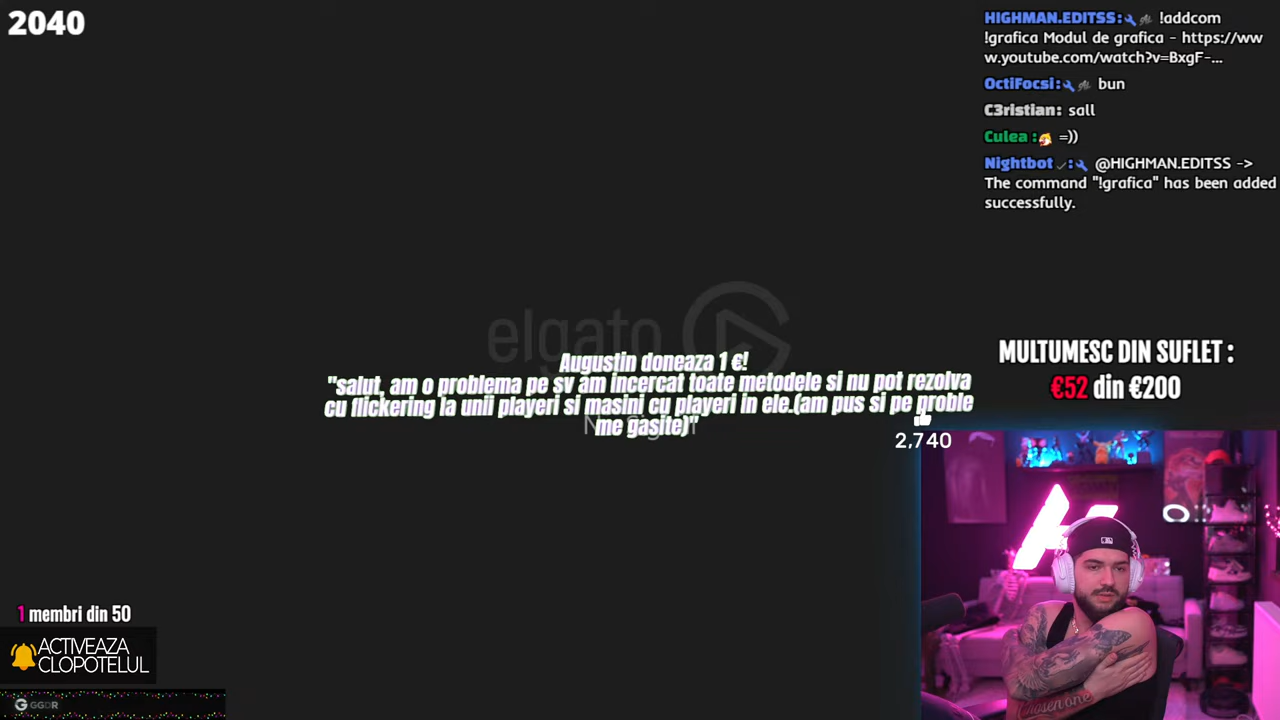 2040
HIGHMAN.EDITSS: !addcom
!grafica Modul de grafica - https://ww
w.youtube.com/watch?v=BxgF-...
OctiFocsi: bun
C3ristian: sall
Culea : =))
Nightbot : @HIGHMAN.EDITSS ->
The command "!grafica" has been added
successfully.
elgato
Augustin doneaza 1 €!
"salut, am o problema pe sv am incercat toate metodele si nu pot rezolva
cu flickering la unii playeri si masini cu playeri in ele.(am pus si pe proble
me gasite)"
MULTUMESC DIN SUFLET :
€52 din €200
2,740
1 membri din 50
ACTIVEAZA
CLOPOTELUL
GGDR
Chosen one